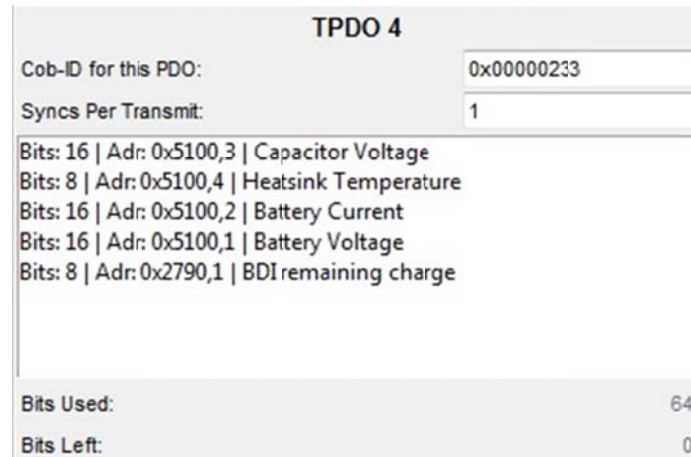 TPDO 4
Cob-ID for this PDO: 0x00000233
Syncs Per Transmit: 1
Bits: 16 | Adr: 0x5100,3 | Capacitor Voltage
Bits: 8 | Adr: 0x5100,4 | Heatsink Temperature
Bits: 16 | Adr: 0x5100,2 | Battery Current
Bits: 16 | Adr: 0x5100,1 | Battery Voltage
Bits: 8 | Adr: 0x2790,1 | BDI remaining charge
Bits Used: 64
Bits Left: 0